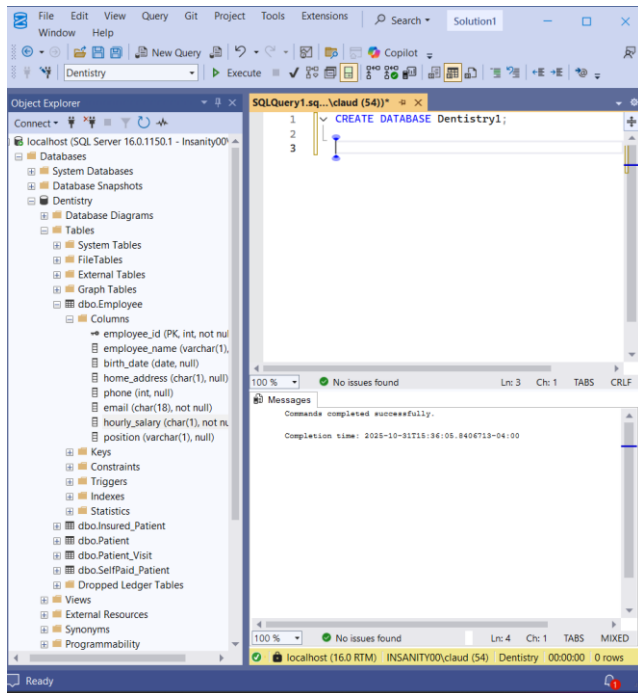 File Edit View Query Git Project Tools Extensions Search Solution1
Window Help
New Query Copilot
Dentistry Execute
Object Explorer
Connect
localhost (SQL Server 16.0.1150.1 - Insanity00\
Databases
System Databases
Database Snapshots
Dentistry
Database Diagrams
Tables
System Tables
FileTables
External Tables
Graph Tables
dbo.Employee
Columns
employee_id (PK, int, not nul
employee_name (varchar(1),
birth_date (date, null)
home_address (char(1), null)
phone (int, null)
email (char(18), not null)
hourly_salary (char(1), not nu
position (varchar(1), null)
Keys
Constraints
Triggers
Indexes
Statistics
dbo.Insured_Patient
dbo.Patient
dbo.Patient_Visit
dbo.SelfPaid_Patient
Dropped Ledger Tables
Views
External Resources
Synonyms
Programmability
SQLQuery1.sq...\claud (54))*
1 CREATE DATABASE Dentistry1;
2
3
100 % No issues found Ln: 3 Ch: 1 TABS CRLF
Messages
Commands completed successfully.
Completion time: 2025-10-31T15:36:05.8406713-04:00
100 % No issues found Ln: 4 Ch: 1 TABS MIXED
localhost (16.0 RTM) INSANITY00\claud (54) Dentistry 00:00:00 0 rows
Ready 1